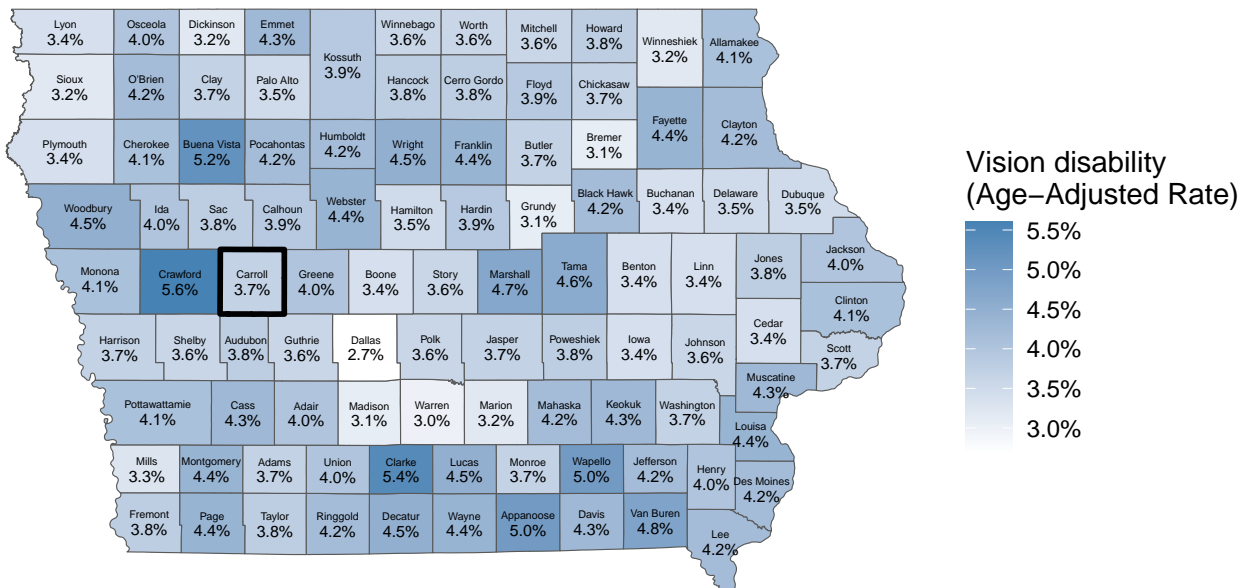 Lyon
3.4%
Osceola
4.0%
Dickinson
3.2%
Emmet
4.3%
Kossuth
3.9%
Winnebago
3.6%
Worth
3.6%
Mitchell
3.6%
Howard
3.8%
Winneshiek
3.2%
Allamakee
4.1%
Sioux
3.2%
O'Brien
4.2%
Clay
3.7%
Palo Alto
3.5%
Hancock
3.8%
Cerro Gordo
3.8%
Floyd
3.9%
Chickasaw
3.7%
Fayette
4.4%
Clayton
4.2%
Plymouth
3.4%
Cherokee
4.1%
Buena Vista
5.2%
Pocahontas
4.2%
Humboldt
4.2%
Wright
4.5%
Franklin
4.4%
Butler
3.7%
Bremer
3.1%
Woodbury
4.5%
Ida
4.0%
Sac
3.8%
Calhoun
3.9%
Webster
4.4%
Hamilton
3.5%
Hardin
3.9%
Grundy
3.1%
Black Hawk
4.2%
Buchanan
3.4%
Delaware
3.5%
Dubuque
3.5%
Monona
4.1%
Crawford
5.6%
Carroll
3.7%
Greene
4.0%
Boone
3.4%
Story
3.6%
Marshall
4.7%
Tama
4.6%
Benton
3.4%
Linn
3.4%
Jones
3.8%
Jackson
4.0%
Clinton
4.1%
Harrison
3.7%
Shelby
3.6%
Audubon
3.8%
Guthrie
3.6%
Dallas
2.7%
Polk
3.6%
Jasper
3.7%
Poweshiek
3.8%
Iowa
3.4%
Johnson
3.6%
Cedar
3.4%
Scott
3.7%
Muscatine
4.3%
Pottawattamie
4.1%
Cass
4.3%
Adair
4.0%
Madison
3.1%
Warren
3.0%
Marion
3.2%
Mahaska
4.2%
Keokuk
4.3%
Washington
3.7%
Louisa
4.4%
Mills
3.3%
Montgomery
4.4%
Adams
3.7%
Union
4.0%
Clarke
5.4%
Lucas
4.5%
Monroe
3.7%
Wapello
5.0%
Jefferson
4.2%
Henry
4.0%
Des Moines
4.2%
Fremont
3.8%
Page
4.4%
Taylor
3.8%
Ringgold
4.2%
Decatur
4.5%
Wayne
4.4%
Appanoose
5.0%
Davis
4.3%
Van Buren
4.8%
Lee
4.2%
Vision disability
(Age−Adjusted Rate)
5.5%
5.0%
4.5%
4.0%
3.5%
3.0%